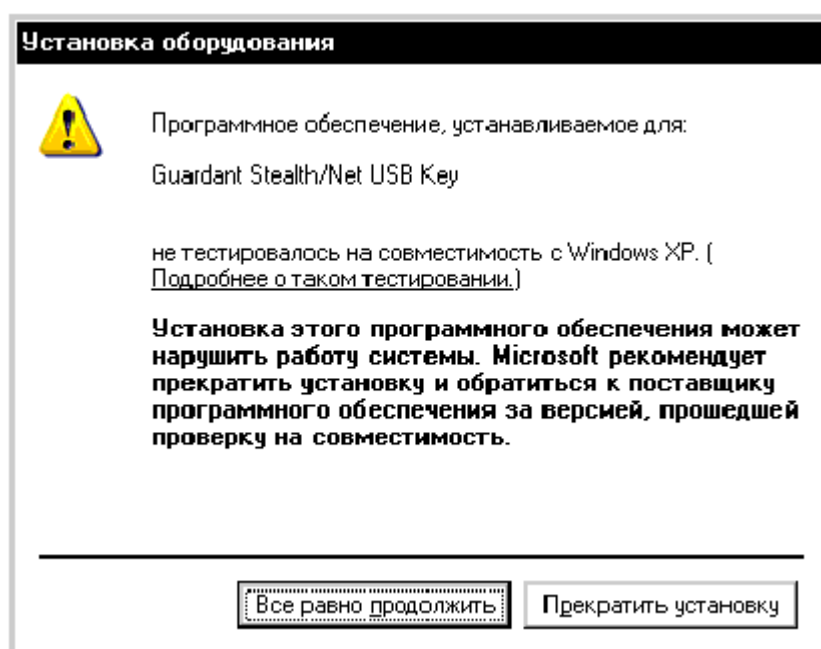 Установка оборудования
Программное обеспечение, устанавливаемое для:
Guardant Stealth/Net USB Key
не тестировалось на совместимость с Windows XP. (
Подробнее о таком тестировании.)
Установка этого программного обеспечения может
нарушить работу системы. Microsoft рекомендует
прекратить установку и обратиться к поставщику
программного обеспечения за версией, прошедшей
проверку на совместимость.
Все равно продолжить
Прекратить установку